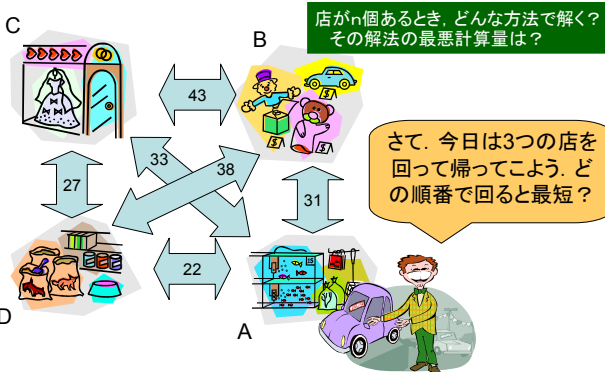 店がn個あるとき，どんな方法で解く？
その解法の最悪計算量は？
C
B
43
さて．今日は3つの店を
回って帰ってこよう．ど
の順番で回ると最短？
33
38
27
31
22
D
A